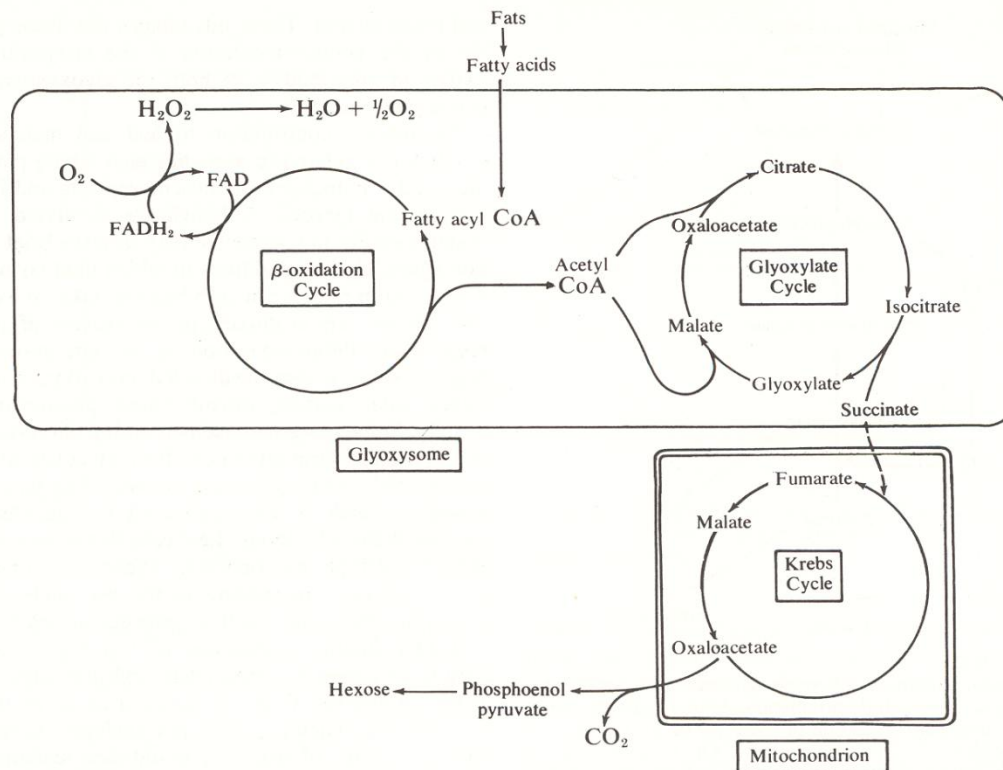 Fats
Fatty acids
H₂O₂ H₂O + ½O₂
O₂
FAD
FADH₂
Fatty acyl CoA
β-oxidation
Cycle
Acetyl
CoA
Citrate
Oxaloacetate
Glyoxylate
Cycle
Isocitrate
Malate
Glyoxylate
Succinate
Glyoxysome
Fumarate
Malate
Krebs
Cycle
Oxaloacetate
Hexose
Phosphoenol
pyruvate
CO₂
Mitochondrion